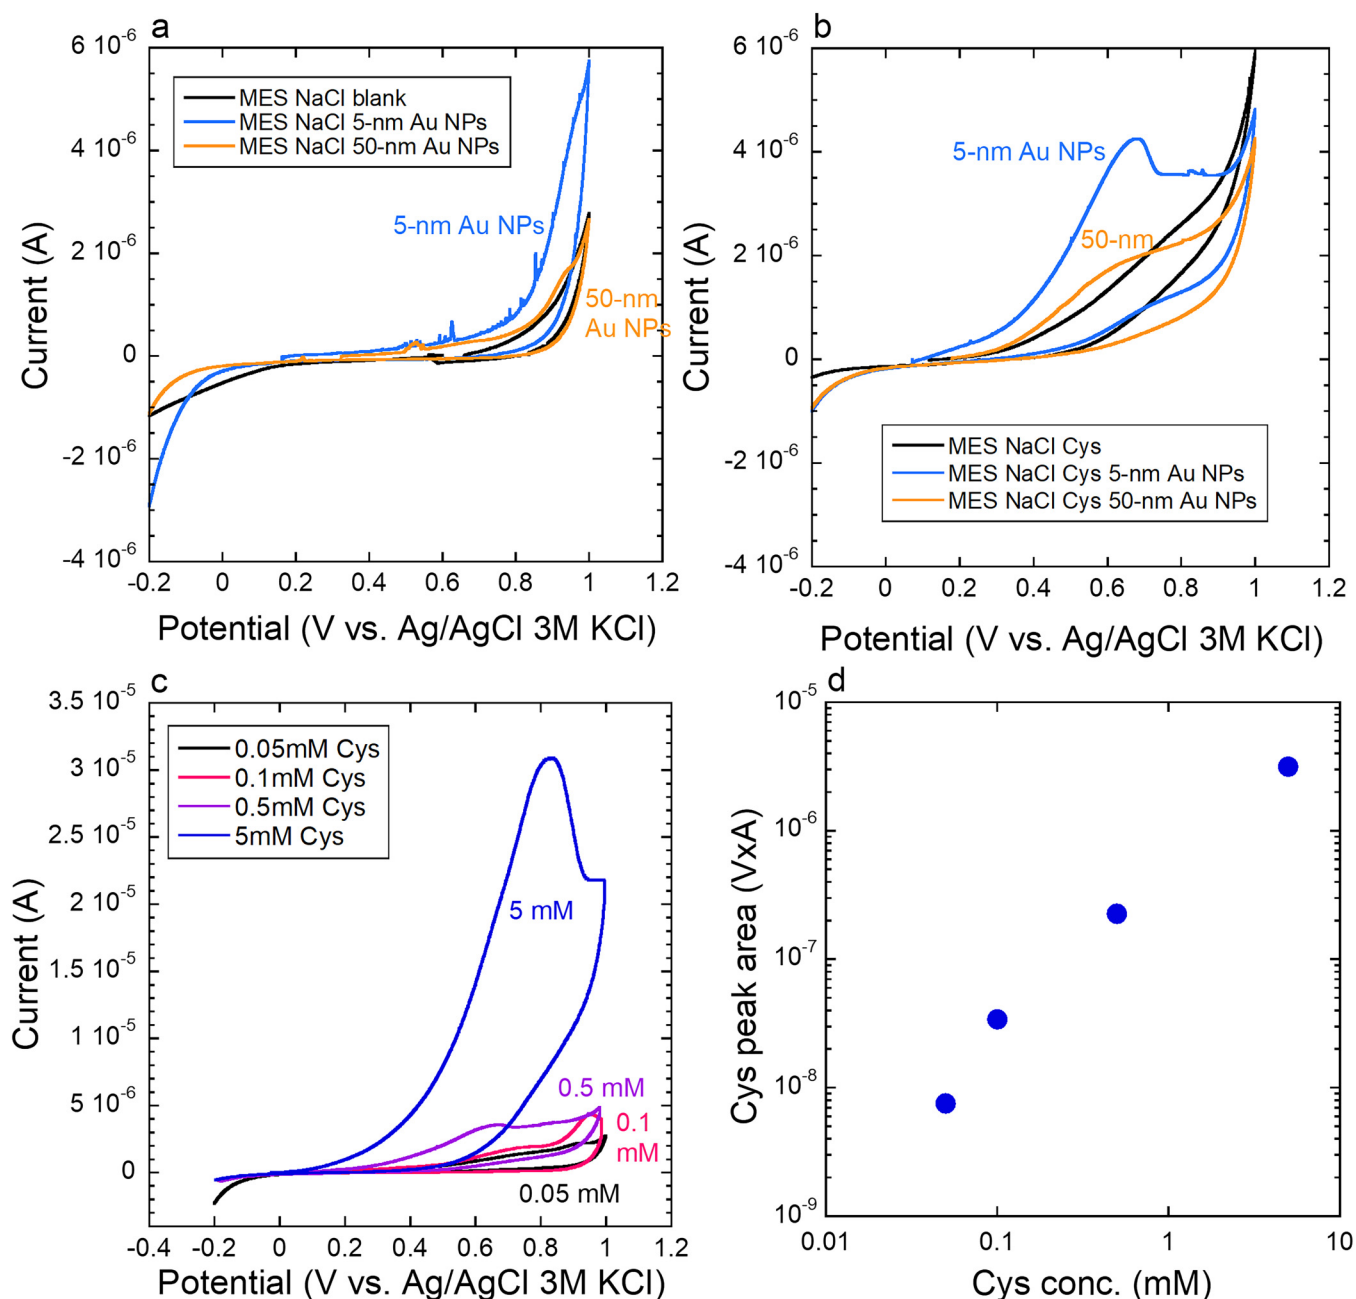 a
6 10⁻⁶
4 10⁻⁶
2 10⁻⁶
0
-2 10⁻⁶
-4 10⁻⁶
Current (A)
MES NaCl blank
MES NaCl 5-nm Au NPs
MES NaCl 50-nm Au NPs
5-nm Au NPs
50-nm
Au NPs
-0.2 0 0.2 0.4 0.6 0.8 1 1.2
Potential (V vs. Ag/AgCl 3M KCl)
b
6 10⁻⁶
4 10⁻⁶
2 10⁻⁶
0
-2 10⁻⁶
-4 10⁻⁶
Current (A)
5-nm Au NPs
50-nm
MES NaCl Cys
MES NaCl Cys 5-nm Au NPs
MES NaCl Cys 50-nm Au NPs
-0.2 0 0.2 0.4 0.6 0.8 1 1.2
Potential (V vs. Ag/AgCl 3M KCl)
c
3.5 10⁻⁵
3 10⁻⁵
2.5 10⁻⁵
2 10⁻⁵
1.5 10⁻⁵
1 10⁻⁵
5 10⁻⁶
0
Current (A)
0.05mM Cys
0.1mM Cys
0.5mM Cys
5mM Cys
5 mM
0.5 mM
0.1
mM
0.05 mM
-0.4 -0.2 0 0.2 0.4 0.6 0.8 1 1.2
Potential (V vs. Ag/AgCl 3M KCl)
d
10⁻⁵
10⁻⁶
10⁻⁷
10⁻⁸
10⁻⁹
Cys peak area (VxA)
0.01 0.1 1 10
Cys conc. (mM)